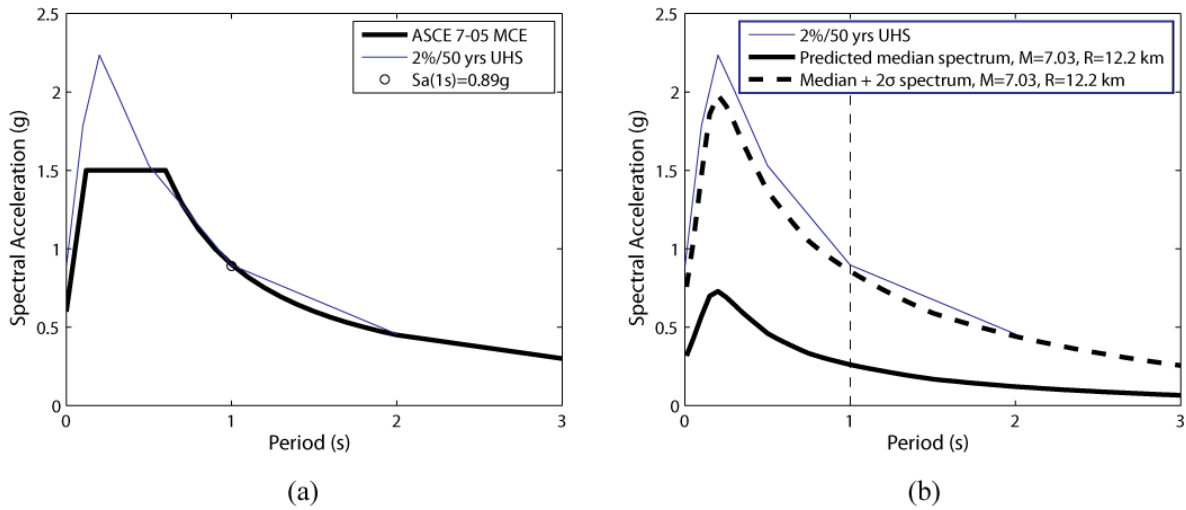 2.5
2
1.5
1
0.5
0
0
1
2
3
Spectral Acceleration (g)
Period (s)
ASCE 7-05 MCE
2%/50 yrs UHS
Sa(1s)=0.89g
(a)
2.5
2
1.5
1
0.5
0
0
1
2
3
Spectral Acceleration (g)
Period (s)
2%/50 yrs UHS
Predicted median spectrum, M=7.03, R=12.2 km
Median + 2σ spectrum, M=7.03, R=12.2 km
(b)